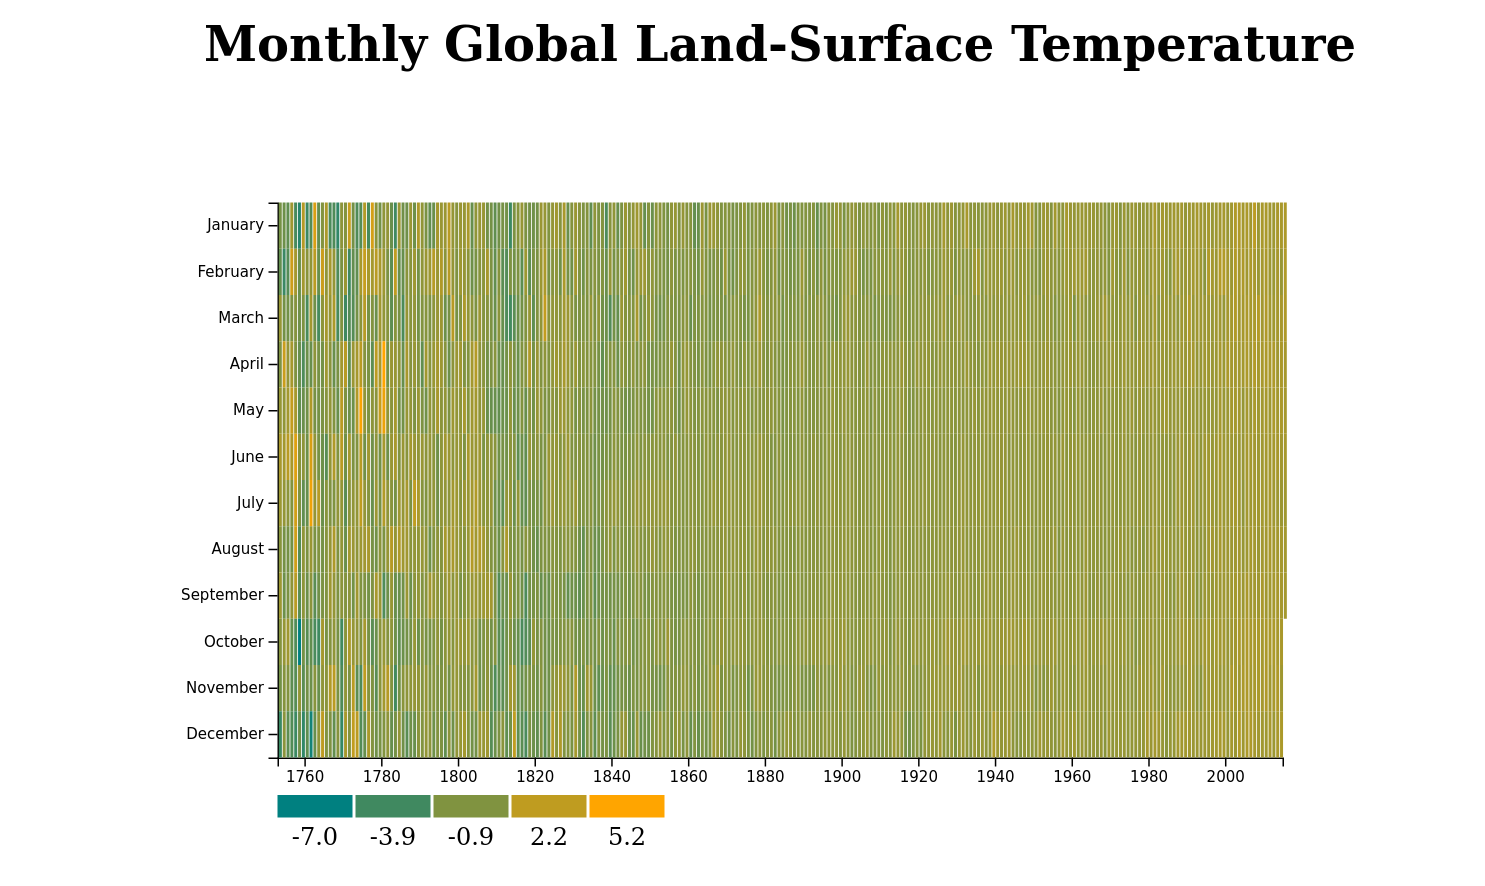 Monthly Global Land-Surface Temperature
January
February
March
April
May
June
July
August
September
October
November
December
1760 1780 1800 1820 1840 1860 1880 1900 1920 1940 1960 1980 2000
-7.0 -3.9 -0.9 2.2 5.2